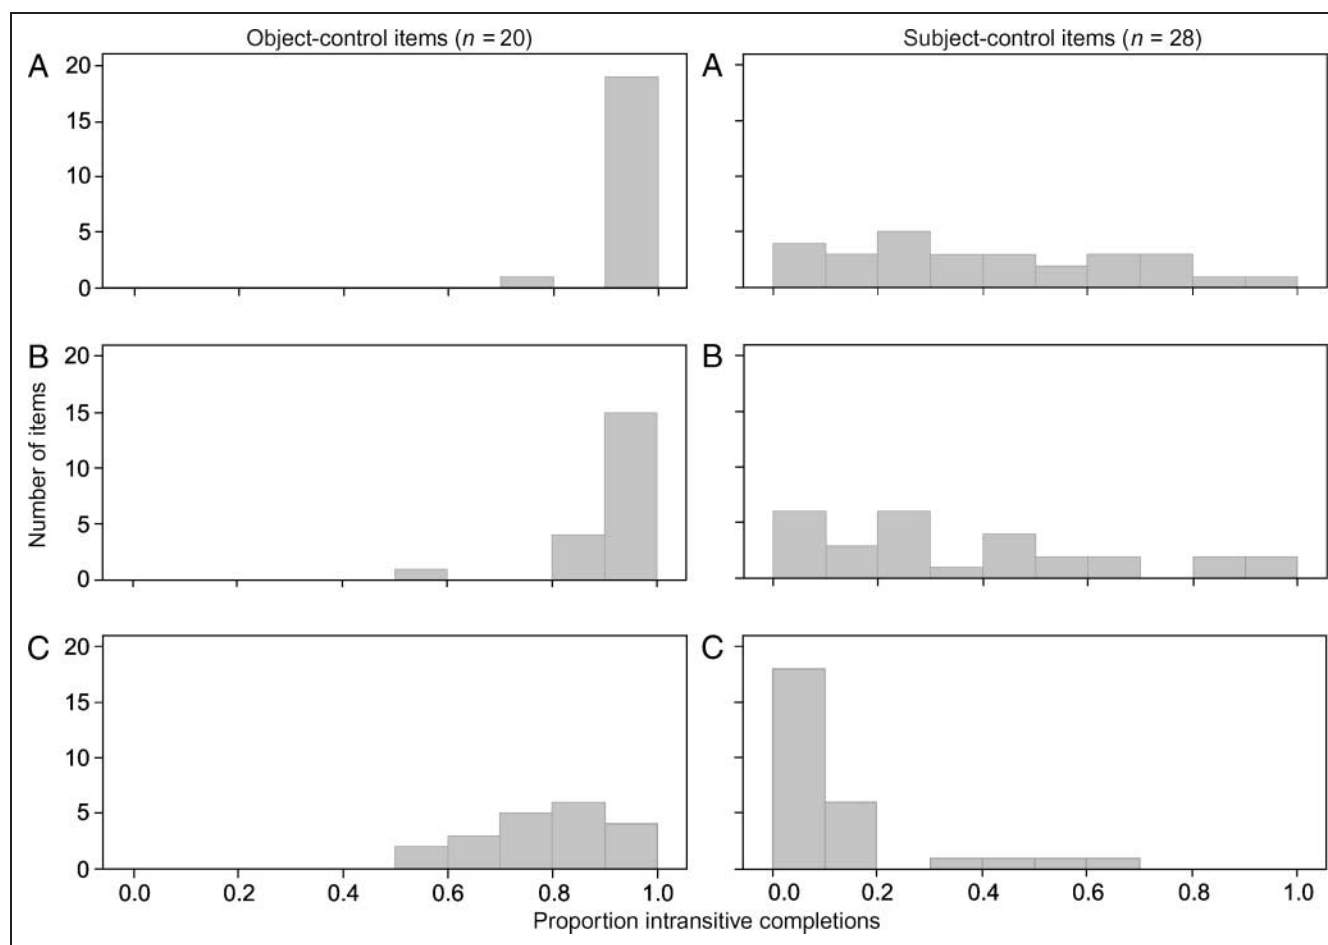 Object-control items (n = 20)
Subject-control items (n = 28)
A
20
15
10
5
0
A
B
20
15
10
5
0
B
Number of items
C
20
15
10
5
0
0.0 0.2 0.4 0.6 0.8 1.0
C
0.0 0.2 0.4 0.6 0.8 1.0
Proportion intransitive completions